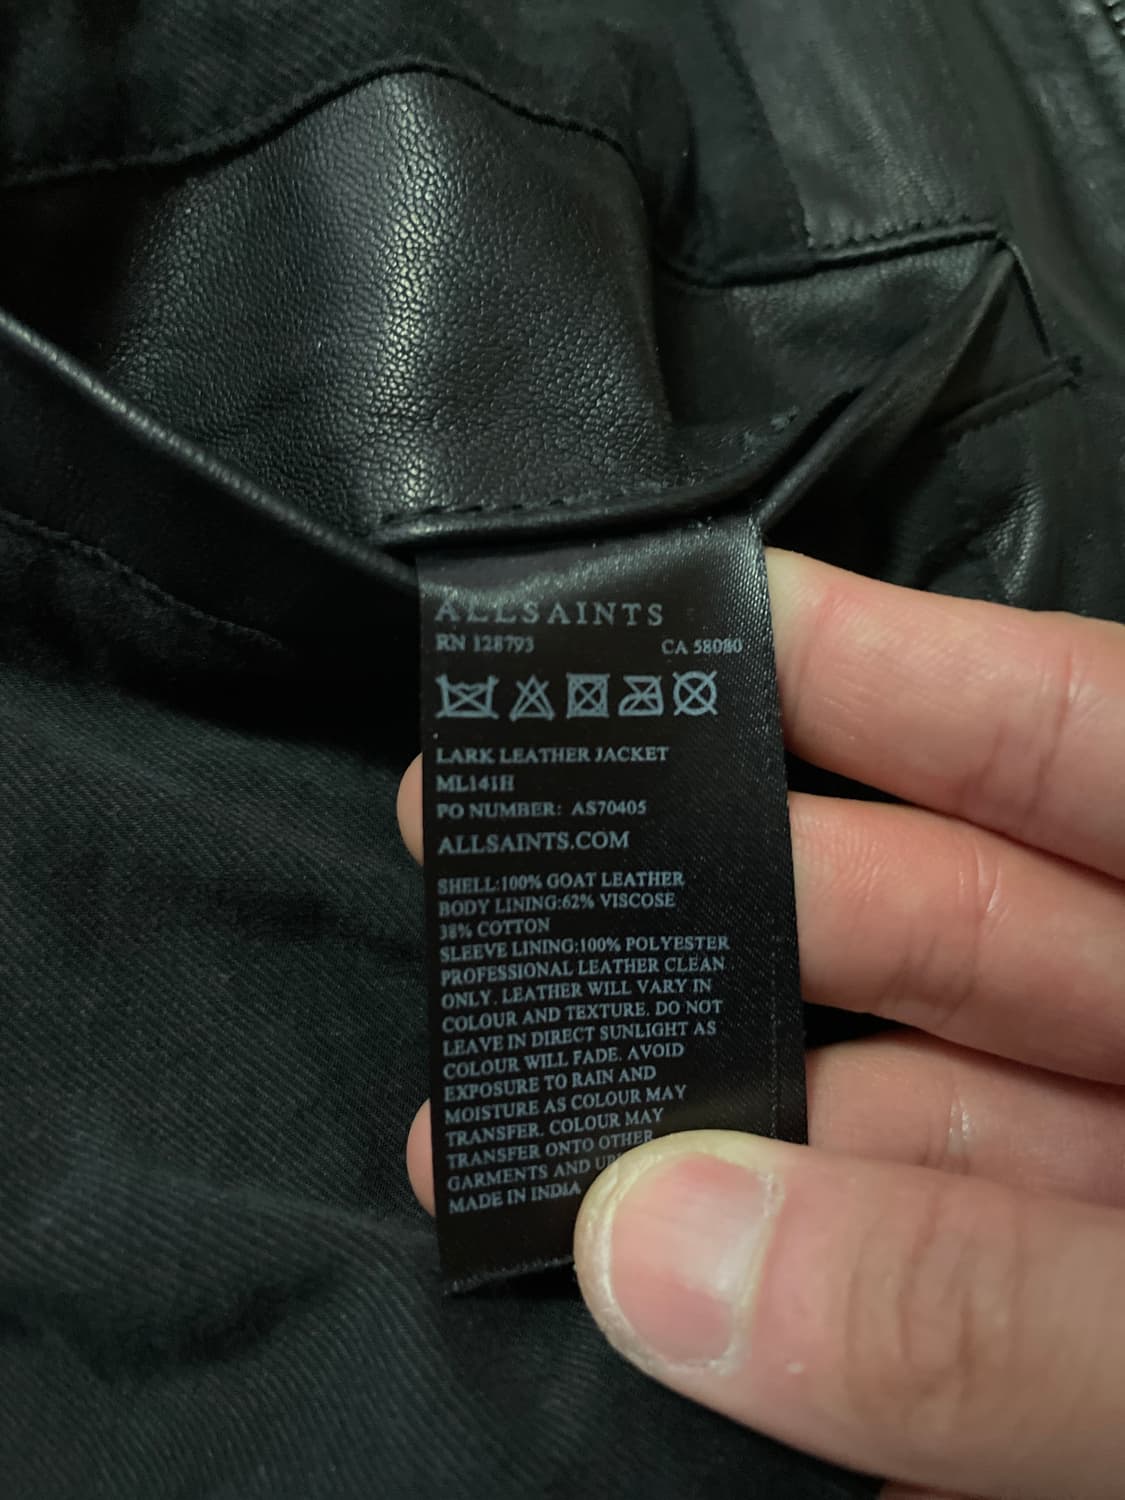 ALLSAINTS
RN 128793 CA 58080
LARK LEATHER JACKET
ML141H
PO NUMBER: AS70405
ALLSAINTS.COM
SHELL:100% GOAT LEATHER
BODY LINING:62% VISCOSE
38% COTTON
SLEEVE LINING:100% POLYESTER
PROFESSIONAL LEATHER CLEAN
ONLY. LEATHER WILL VARY IN
COLOUR AND TEXTURE. DO NOT
LEAVE IN DIRECT SUNLIGHT AS
COLOUR WILL FADE. AVOID
EXPOSURE TO RAIN AND
MOISTURE AS COLOUR MAY
TRANSFER. COLOUR MAY
TRANSFER ONTO OTHER
GARMENTS AND
MADE IN INDIA